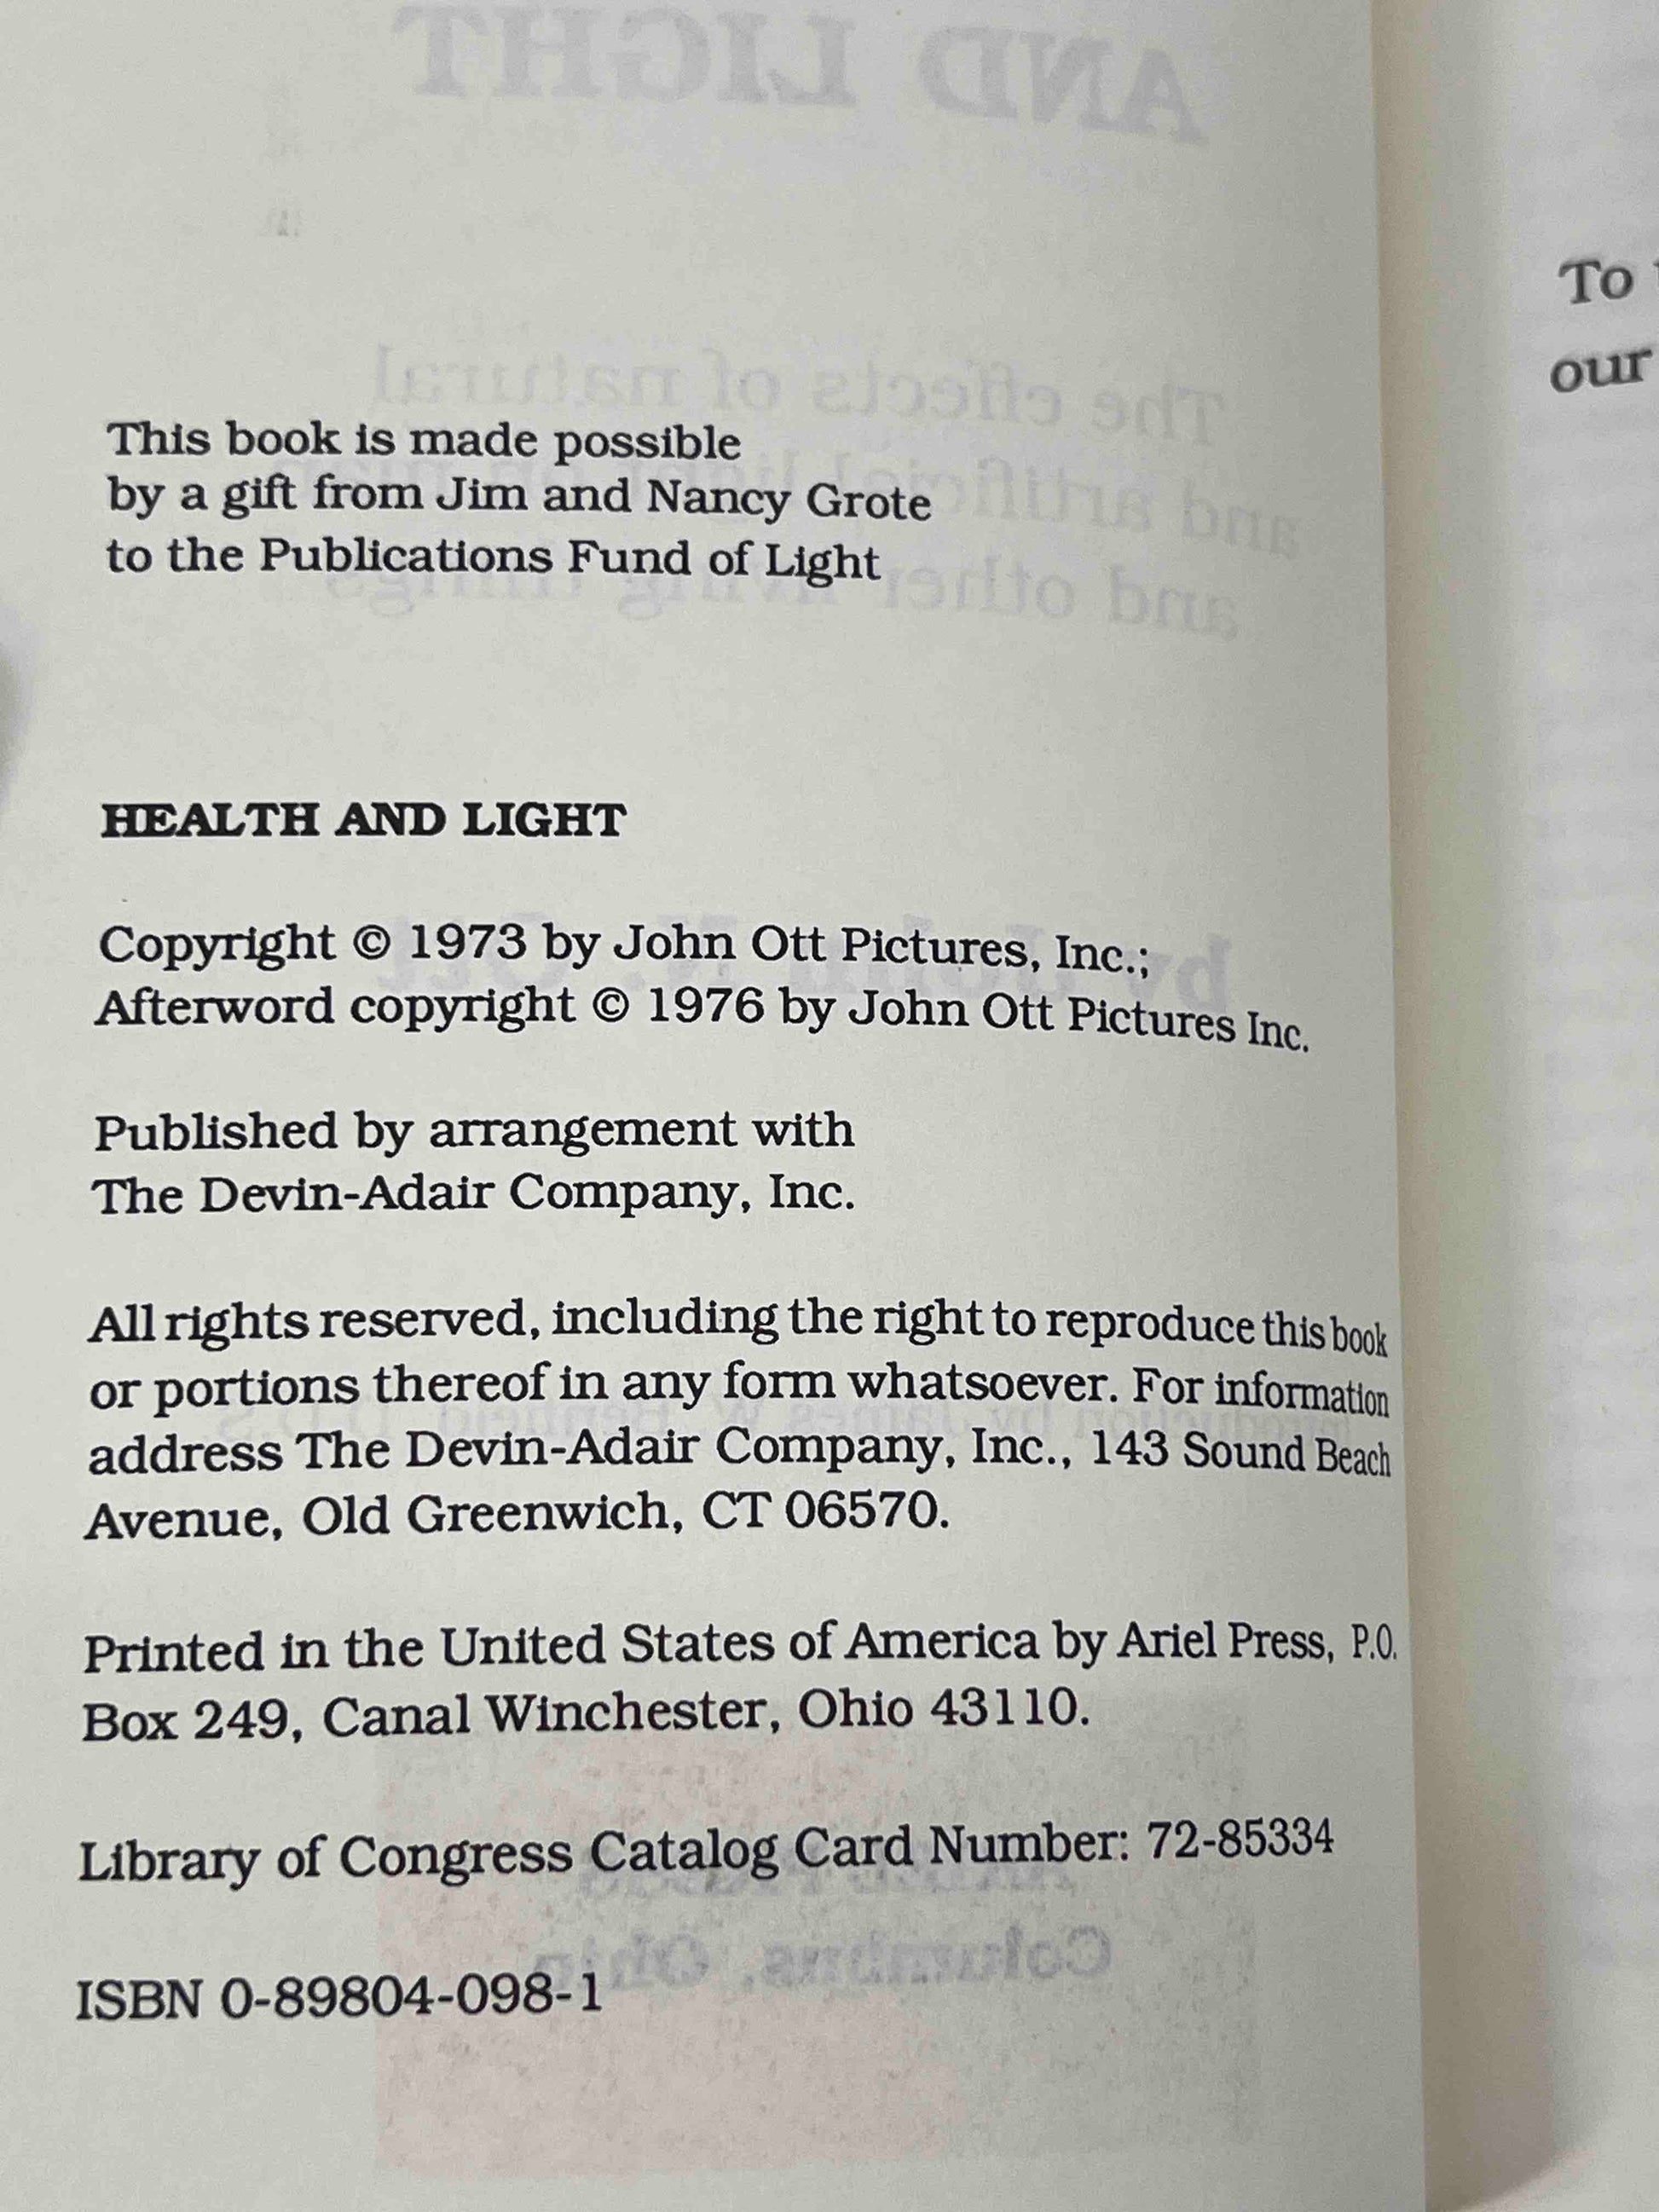 This book is made possible
by a gift from Jim and Nancy Grote
to the Publications Fund of Light
HEALTH AND LIGHT
Copyright © 1973 by John Ott Pictures, Inc.;
Afterword copyright © 1976 by John Ott Pictures Inc.
Published by arrangement with
The Devin-Adair Company, Inc.
All rights reserved, including the right to reproduce this book
or portions thereof in any form whatsoever. For information
address The Devin-Adair Company, Inc., 143 Sound Beach
Avenue, Old Greenwich, CT 06570.
Printed in the United States of America by Ariel Press, P.O.
Box 249, Canal Winchester, Ohio 43110.
Library of Congress Catalog Card Number: 72-85334
ISBN 0-89804-098-1
To
our